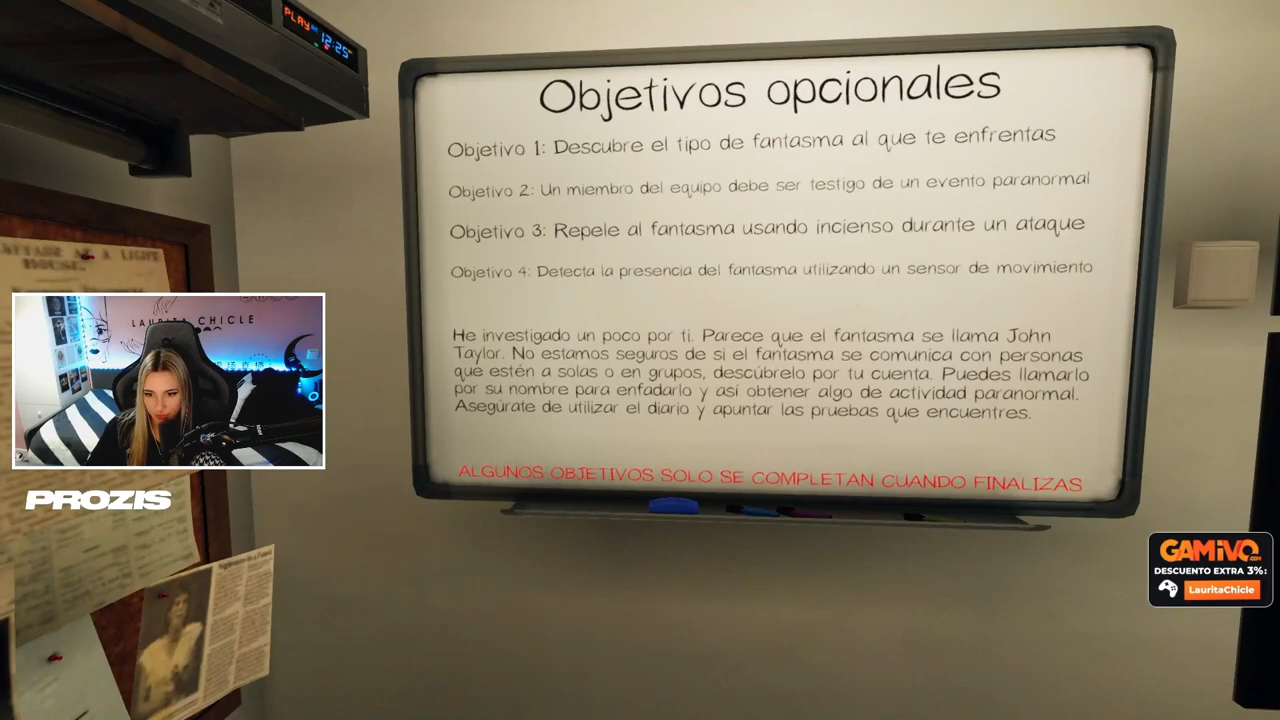 PLAY 12:25
Objetivos opcionales
Objetivo 1: Descubre el tipo de fantasma al que te enfrentas
Objetivo 2: Un miembro del equipo debe ser testigo de un evento paranormal
Objetivo 3: Repele al fantasma usando incienso durante un ataque
Objetivo 4: Detecta la presencia del fantasma utilizando un sensor de movimiento
He investigado un poco por ti. Parece que el fantasma se llama John
Taylor. No estamos seguros de si el fantasma se comunica con personas
que estén a solas o en grupos, descúbrelo por tu cuenta. Puedes llamarlo
por su nombre para enfadarlo y así obtener algo de actividad paranormal.
Asegúrate de utilizar el diario y apuntar las pruebas que encuentres.
ALGUNOS OBJETIVOS SOLO SE COMPLETAN CUANDO FINALIZAS
AT A LIGHT
HOUSE.
LAURITA CHICLE
PROZIS
GAMIVO.COM
DESCUENTO EXTRA 3%:
LauritaChicle